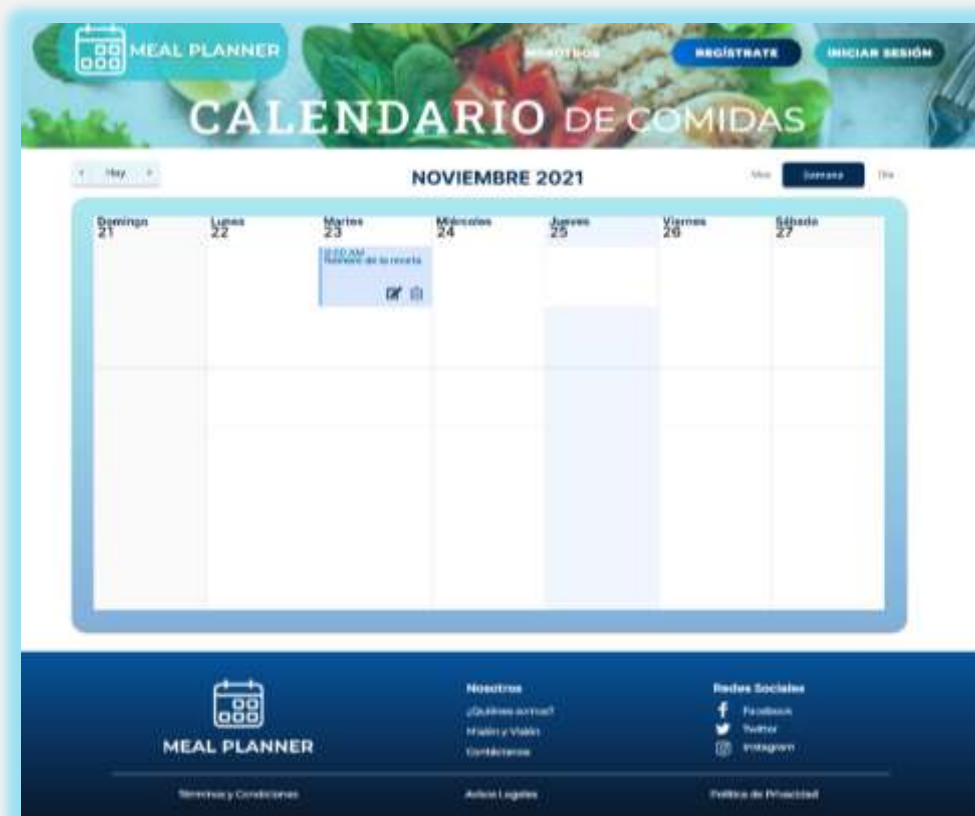 MEAL PLANNER
NOSOTROS
REGÍSTRATE
INICIAR SESIÓN
CALENDARIO DE COMIDAS
< Hoy >
NOVIEMBRE 2021
Mes
Semana
Día
Domingo Lunes Martes Miércoles Jueves Viernes Sábado
21 22 23 24 25 26 27
Nombre de la receta
MEAL PLANNER
Nosotros
¿Quiénes somos?
Misión y Visión
Contáctanos
Redes Sociales
Facebook
Twitter
Instagram
Términos y Condiciones
Avisos Legales
Política de Privacidad